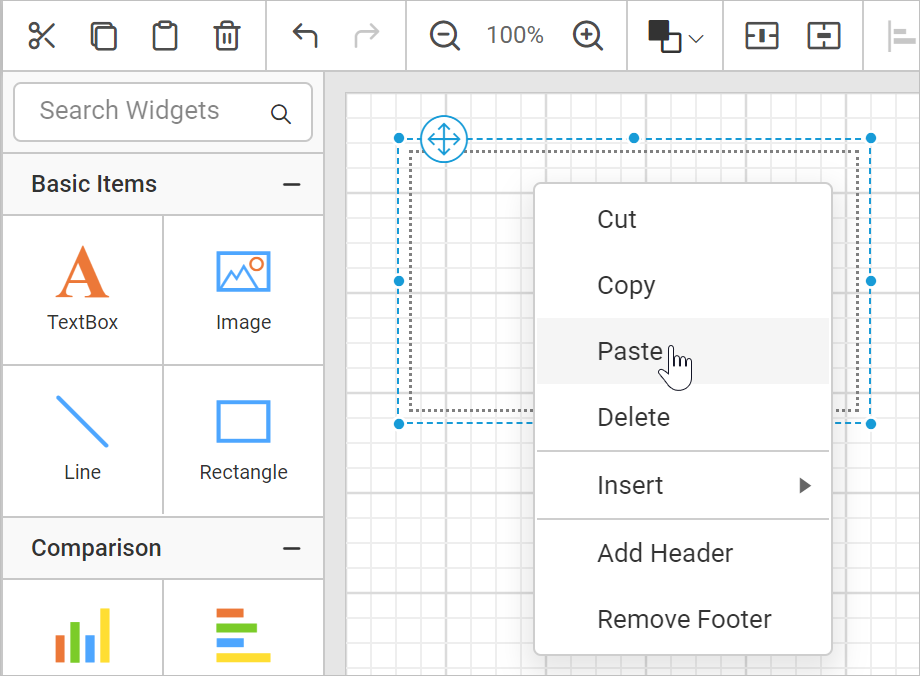 100%
Search Widgets
Basic Items
TextBox
Image
Line
Rectangle
Comparison
Cut
Copy
Paste
Delete
Insert
Add Header
Remove Footer